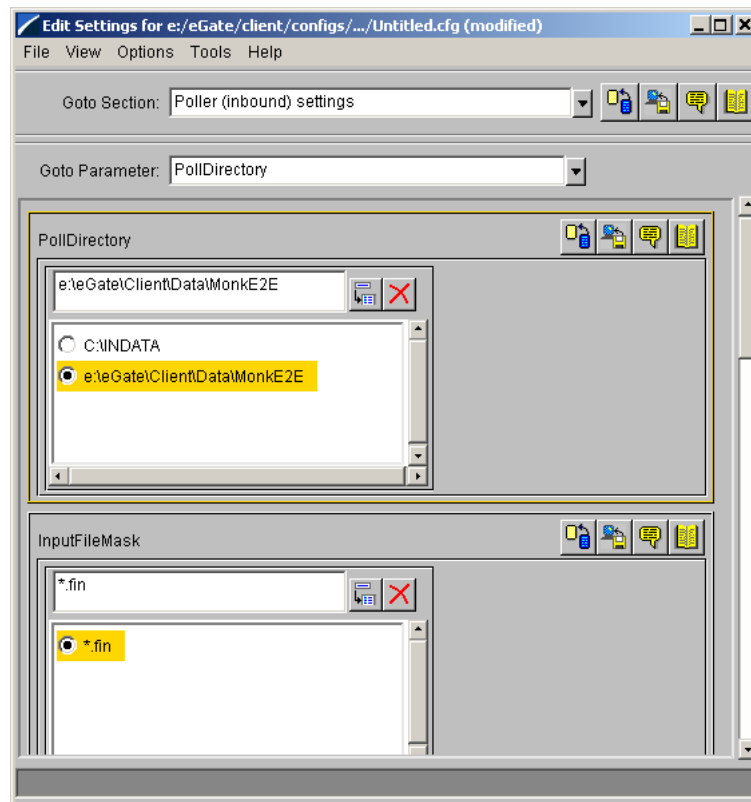 Edit Settings for e:/eGate/client/configs/.../Untitled.cfg (modified)
File View Options Tools Help
Goto Section: Poller (inbound) settings
Goto Parameter: PollDirectory
PollDirectory
e:\eGate\Client\Data\MonkE2E
C:\INDATA
e:\eGate\Client\Data\MonkE2E
InputFileMask
*.fin
*.fin